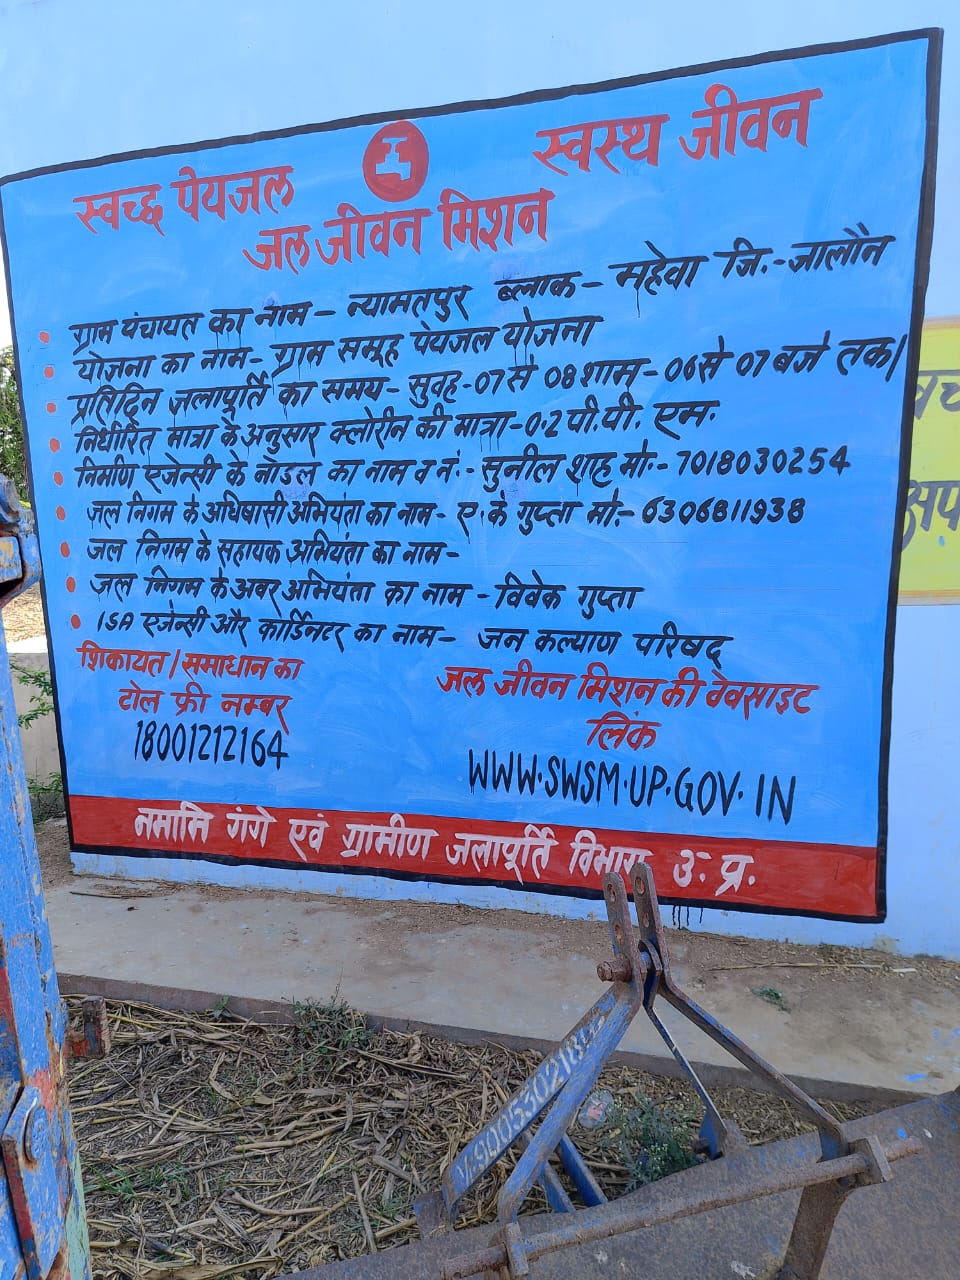 स्वच्छ पेयजल स्वस्थ जीवन
जल जीवन मिशन
ग्राम पंचायत का नाम - न्यामतपुर ब्लाक - महेवा जि.-जालौन
योजना का नाम - ग्राम समूह पेयजल योजना
प्रतिदिन जलापूर्ति का समय - सुवह-07 से 08 शाम-06 से 07 बजे तक।
निर्धारित मात्रा के अनुसार क्लोरीन की मात्रा-0.2 पी.पी. एम.
निर्माण एजेन्सी के नोडल का नाम व नं.- सुनील शाह मो.- 7018030254
जल निगम के अधिषासी अभियंता का नाम - ए.के गुप्ता मो.- 6306811938
जल निगम के सहायक अभियंता का नाम-
जल निगम के अवर अभियंता का नाम - विवेक गुप्ता
ISA एजेन्सी और कार्डिनटर का नाम- जन कल्याण परिषद्
शिकायत/समाधान का
टोल फ्री नम्बर
18001212164
जल जीवन मिशन की वेवसाइट
लिंक
WWW.SWSM.UP.GOV.IN
नमामि गंगे एवं ग्रामीण जलापूर्ति विभाग उ. प्र.